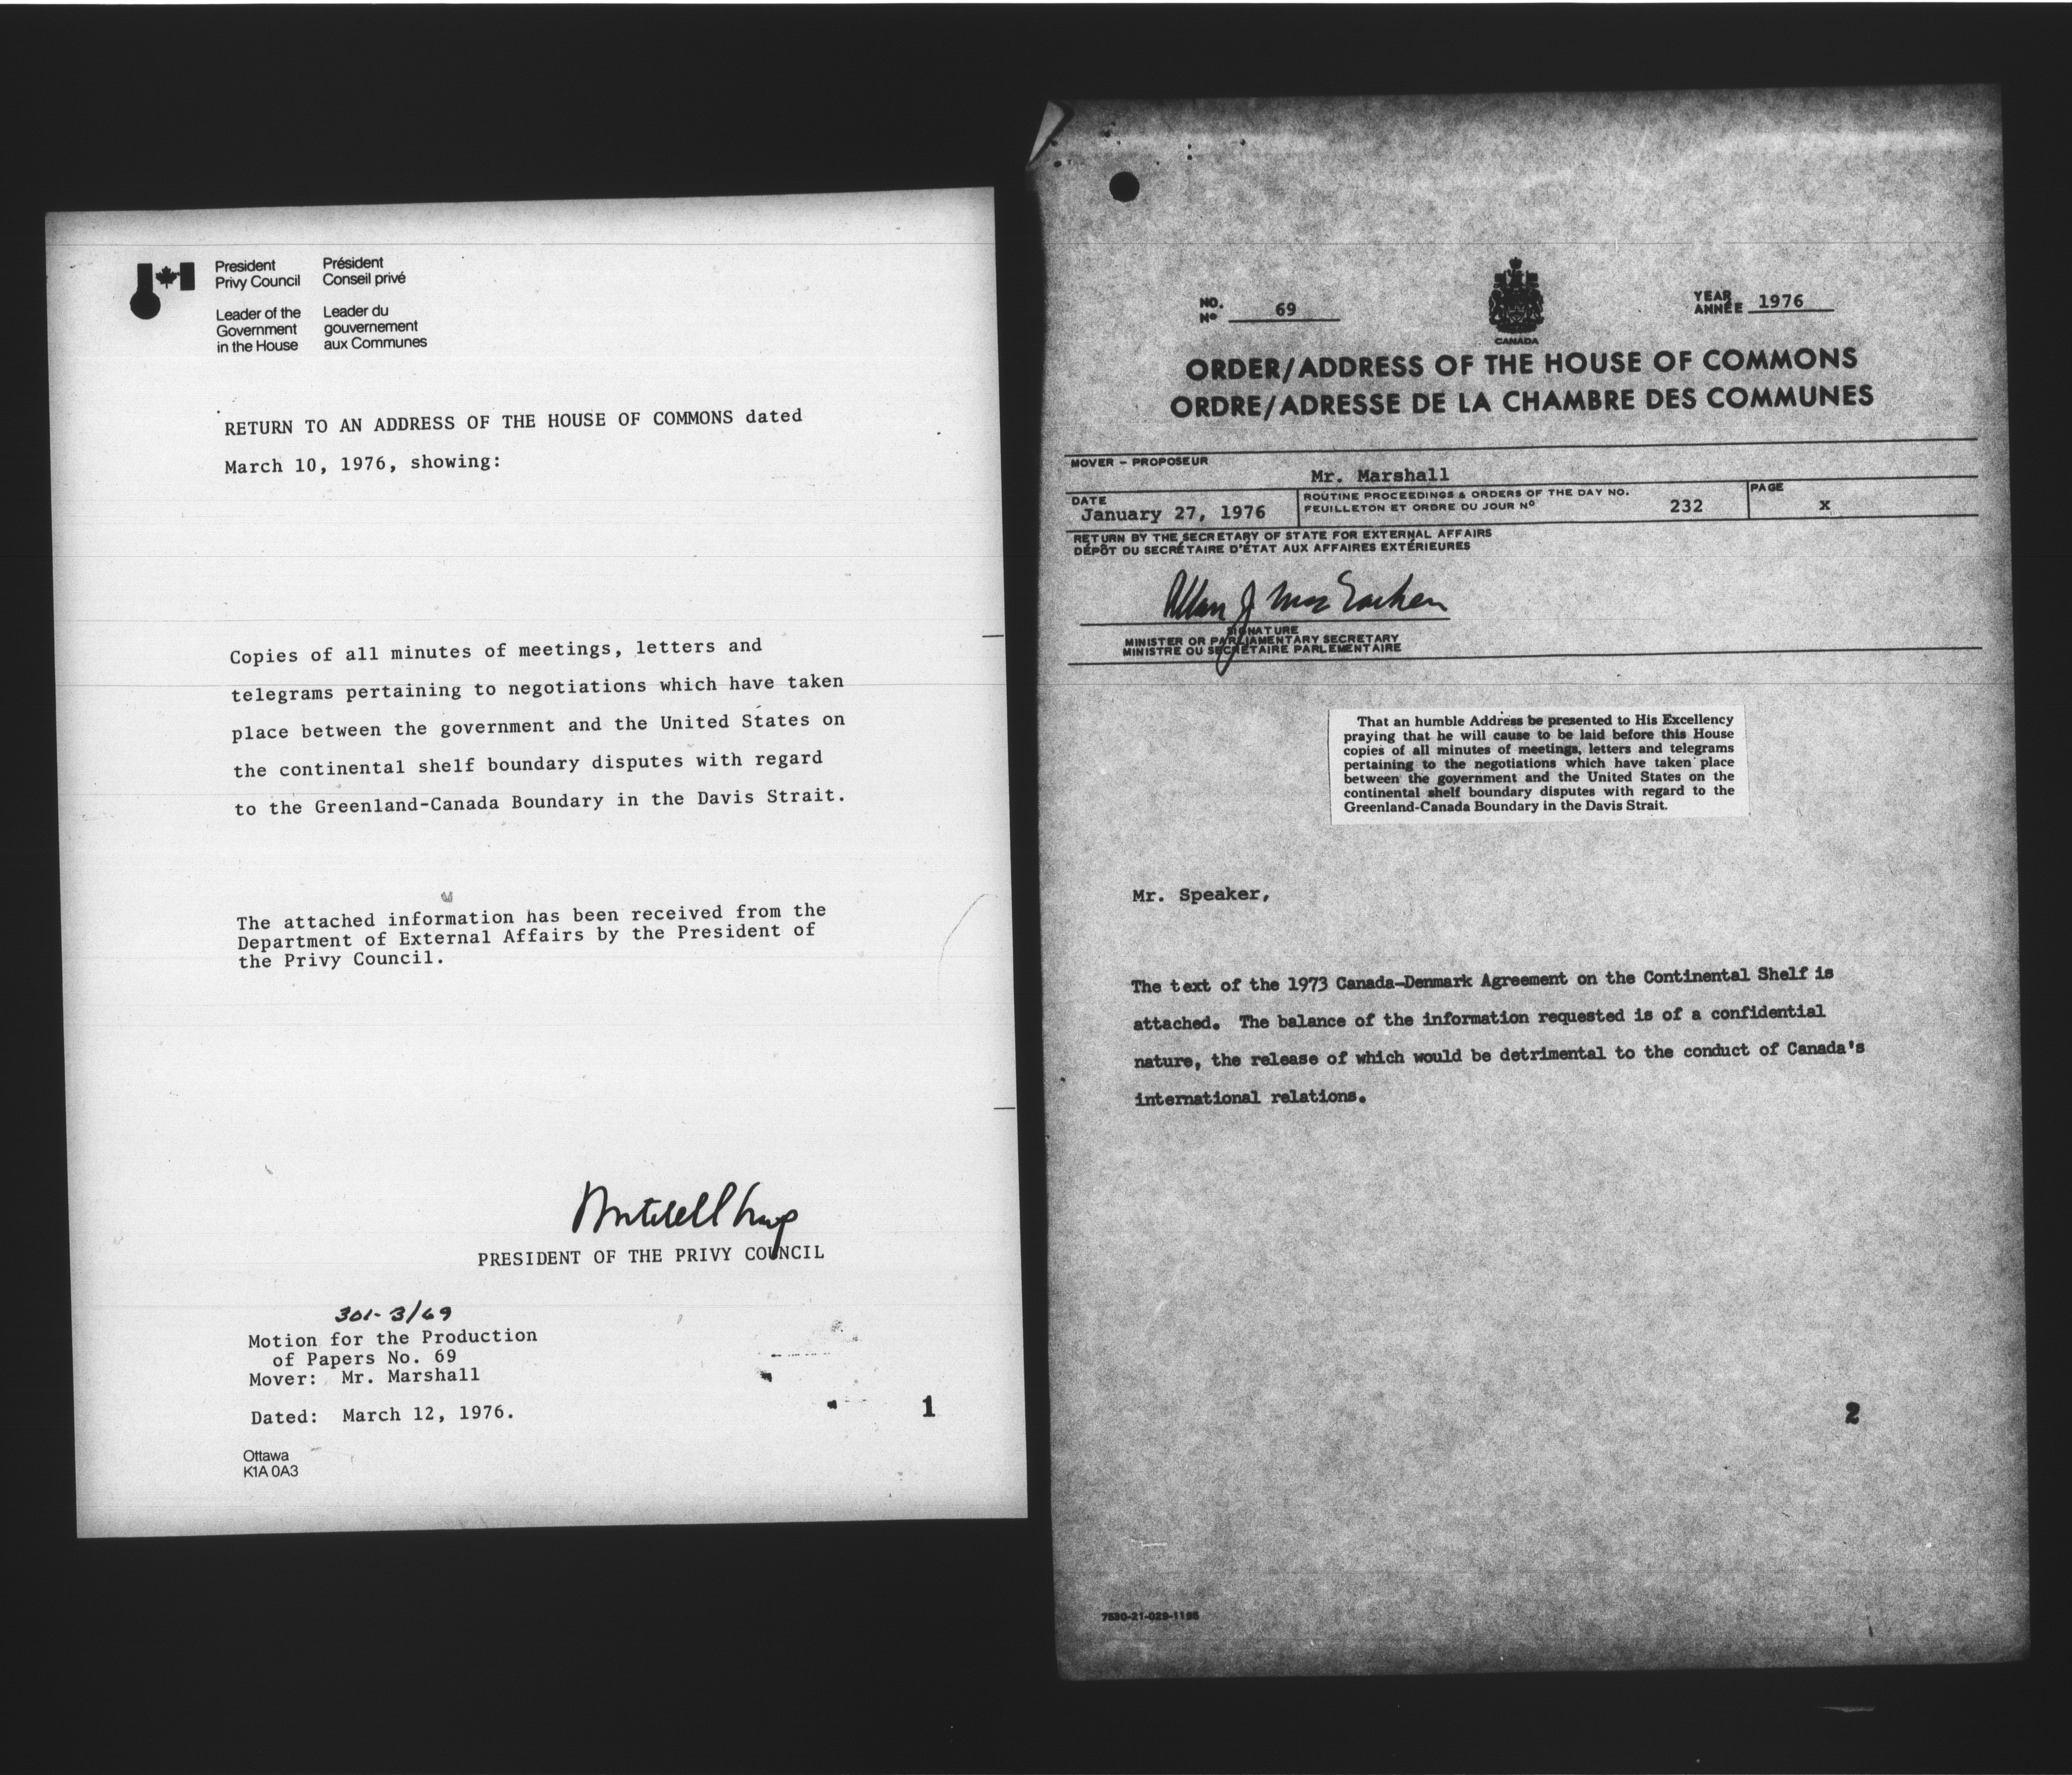 President
Privy Council
Président
Conseil privé
Leader of the
Government
in the House
Leader du
gouvernement
aux Communes
RETURN TO AN ADDRESS OF THE HOUSE OF COMMONS dated
March 10, 1976, showing:
Copies of all minutes of meetings, letters and
telegrams pertaining to negotiations which have taken
place between the government and the United States on
the continental shelf boundary disputes with regard
to the Greenland-Canada Boundary in the Davis Strait.
The attached information has been received from the
Department of External Affairs by the President of
the Privy Council.
Mitchell Sharp
PRESIDENT OF THE PRIVY COUNCIL
301-3/69
Motion for the Production
of Papers No. 69
Mover: Mr. Marshall
Dated: March 12, 1976.
1
Ottawa
K1A 0A3
NO.
Nº 69
CANADA
YEAR
ANNÉE 1976
ORDER/ADDRESS OF THE HOUSE OF COMMONS
ORDRE/ADRESSE DE LA CHAMBRE DES COMMUNES
MOVER – PROPOSEUR
Mr. Marshall
DATE
January 27, 1976
ROUTINE PROCEEDINGS & ORDERS OF THE DAY NO.
FEUILLETON ET ORDRE DU JOUR Nº 232
PAGE
x
RETURN BY THE SECRETARY OF STATE FOR EXTERNAL AFFAIRS
DÉPÔT DU SECRÉTAIRE D'ÉTAT AUX AFFAIRES EXTÉRIEURES
Allan J MacEachen
SIGNATURE
MINISTER OR PARLIAMENTARY SECRETARY
MINISTRE OU SECRÉTAIRE PARLEMENTAIRE
That an humble Address be presented to His Excellency
praying that he will cause to be laid before this House
copies of all minutes of meetings, letters and telegrams
pertaining to the negotiations which have taken place
between the government and the United States on the
continental shelf boundary disputes with regard to the
Greenland-Canada Boundary in the Davis Strait.
Mr. Speaker,
The text of the 1973 Canada-Denmark Agreement on the Continental Shelf is
attached. The balance of the information requested is of a confidential
nature, the release of which would be detrimental to the conduct of Canada's
international relations.
2
7530-21-029-1195